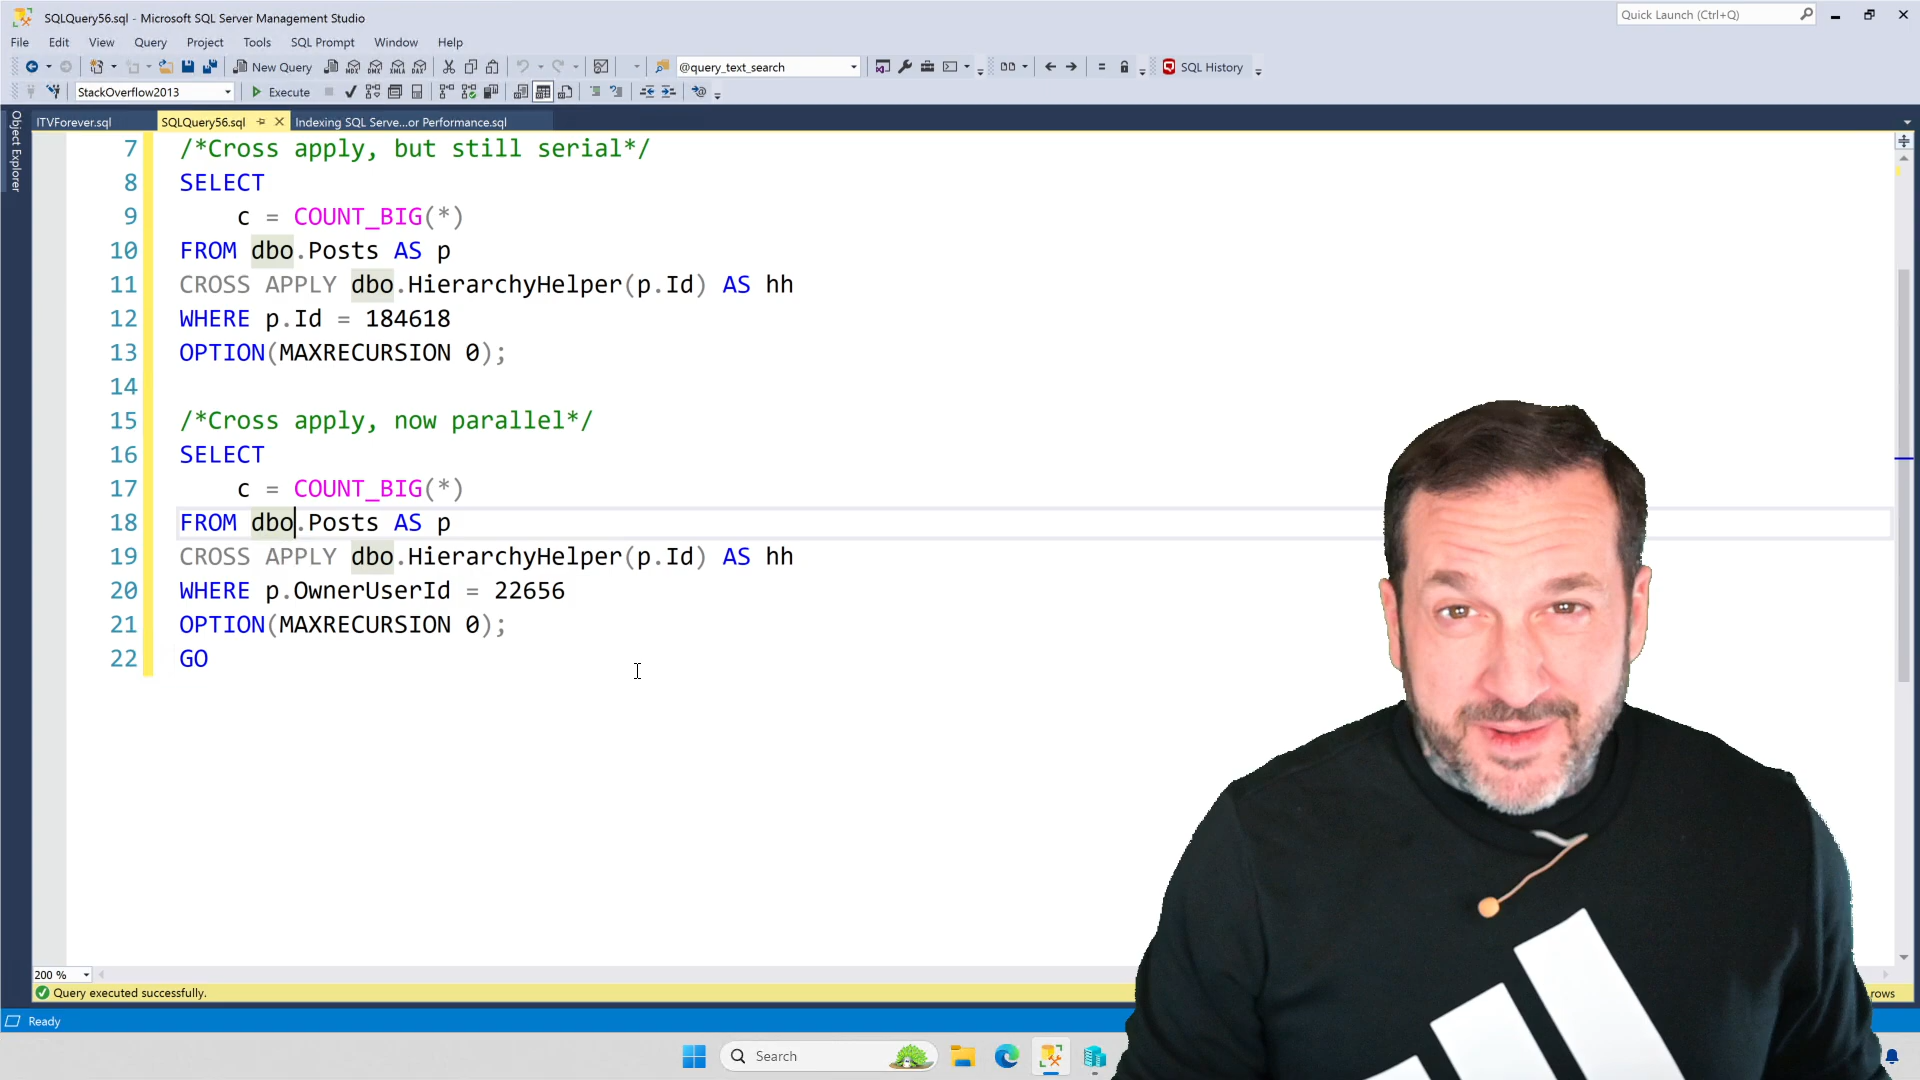 SQLQuery56.sql - Microsoft SQL Server Management Studio
Quick Launch (Ctrl+Q)
File Edit View Query Project Tools SQL Prompt Window Help
New Query
MDX DMX XMLA DAX
@query_text_search
SQL History
StackOverflow2013
Execute
ITVForever.sql
SQLQuery56.sql
Indexing SQL Serve...or Performance.sql
Object Explorer
7 /*Cross apply, but still serial*/
8 SELECT
9 c = COUNT_BIG(*)
10 FROM dbo.Posts AS p
11 CROSS APPLY dbo.HierarchyHelper(p.Id) AS hh
12 WHERE p.Id = 184618
13 OPTION(MAXRECURSION 0);
14
15 /*Cross apply, now parallel*/
16 SELECT
17 c = COUNT_BIG(*)
18 FROM dbo.Posts AS p
19 CROSS APPLY dbo.HierarchyHelper(p.Id) AS hh
20 WHERE p.OwnerUserId = 22656
21 OPTION(MAXRECURSION 0);
22 GO
200 %
Query executed successfully.
rows
Ready
Search